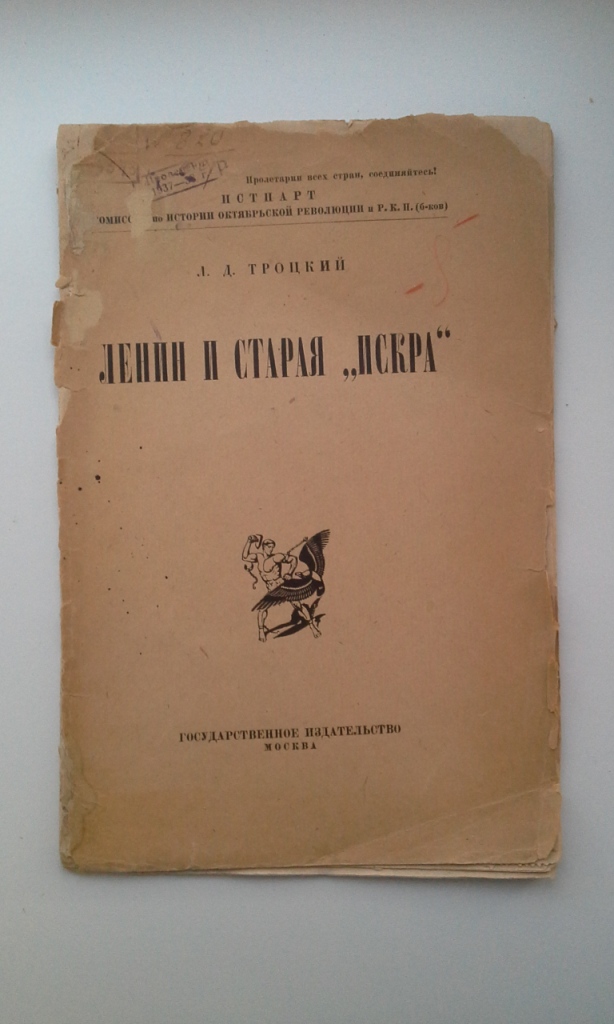 Пролетарии всех стран, соединяйтесь!
ИСТПАРТ
по ИСТОРИИ ОКТЯБРЬСКОЙ РЕВОЛЮЦИИ и Р. К. П. (б-ков)
Л. Д. ТРОЦКИЙ
ЛЕНИН И СТАРАЯ „ИСКРА“
ГОСУДАРСТВЕННОЕ ИЗДАТЕЛЬСТВО
МОСКВА